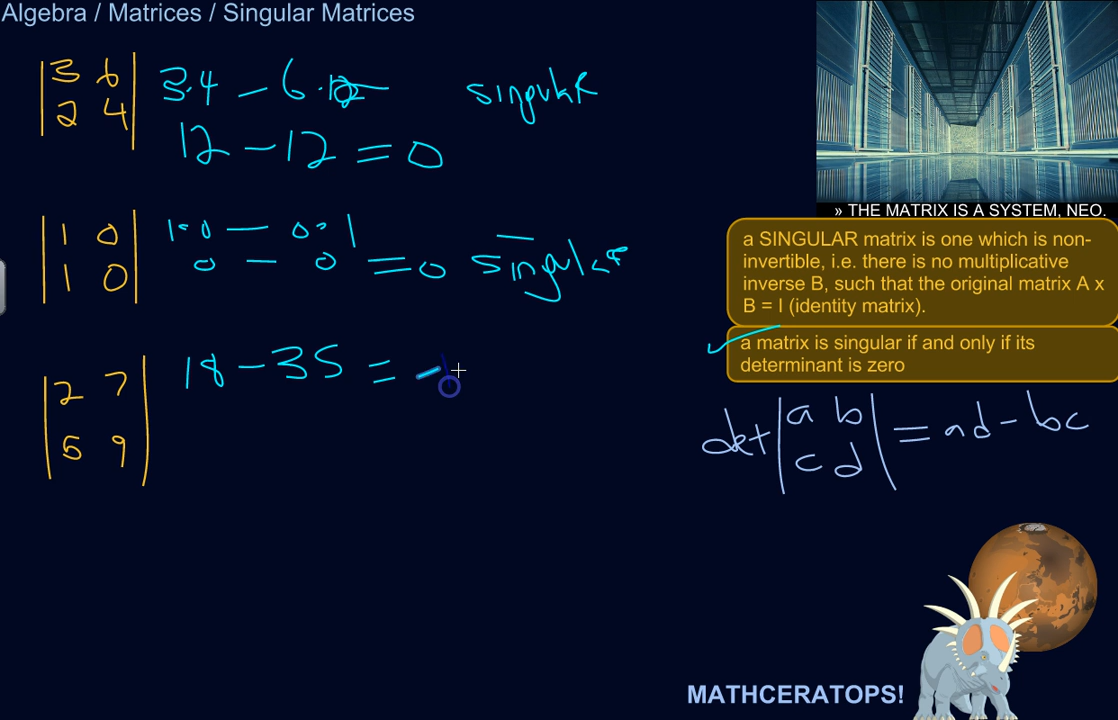 Algebra / Matrices / Singular Matrices
3 6
2 4
3.4 - 6.
singular
12 - 12 = 0
1 0
1 0
1.0 - 0.1
0 - 0 = 0 singular
2 7
5 9
18 - 35 = -
» THE MATRIX IS A SYSTEM, NEO.
a SINGULAR matrix is one which is non-
invertible, i.e. there is no multiplicative
inverse B, such that the original matrix A x
B = I (identity matrix).
a matrix is singular if and only if its
determinant is zero
det |a b
c d| = ad - bc
MATHCERATOPS!